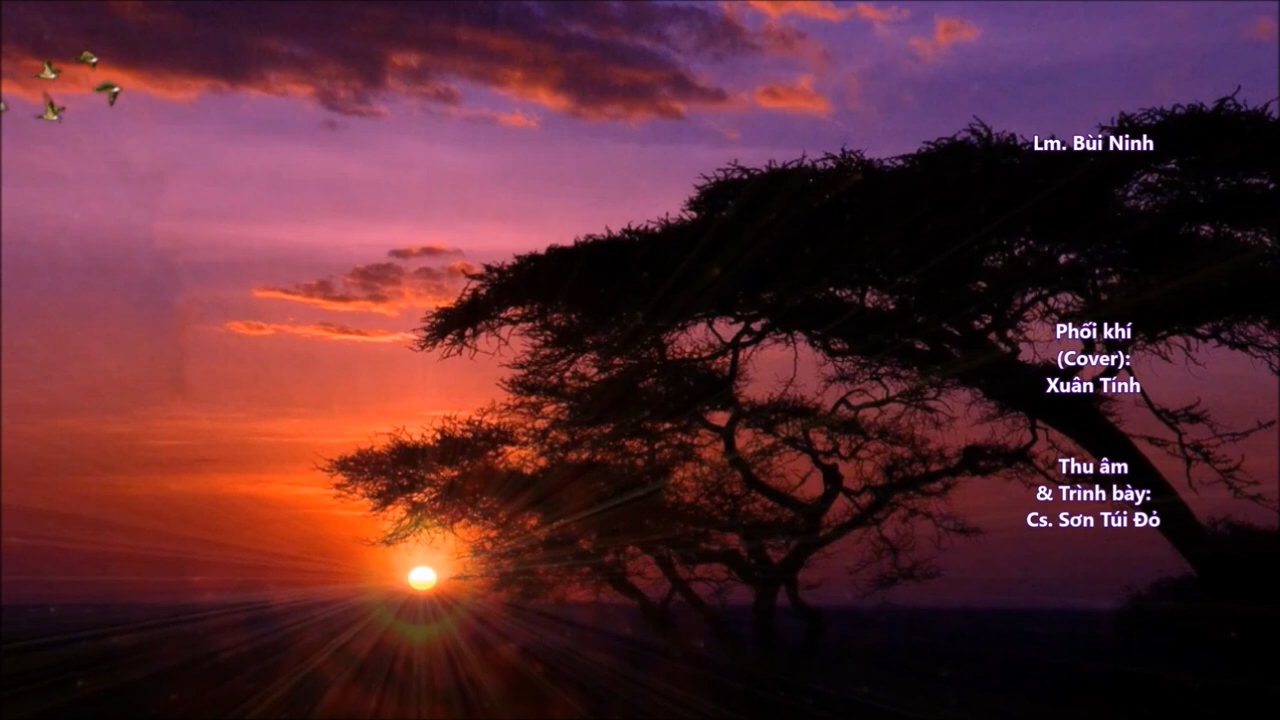 Lm. Bùi Ninh
Phối khí
(Cover):
Xuân Tính
Thu âm
& Trình bày:
Cs. Sơn Túi Đỏ